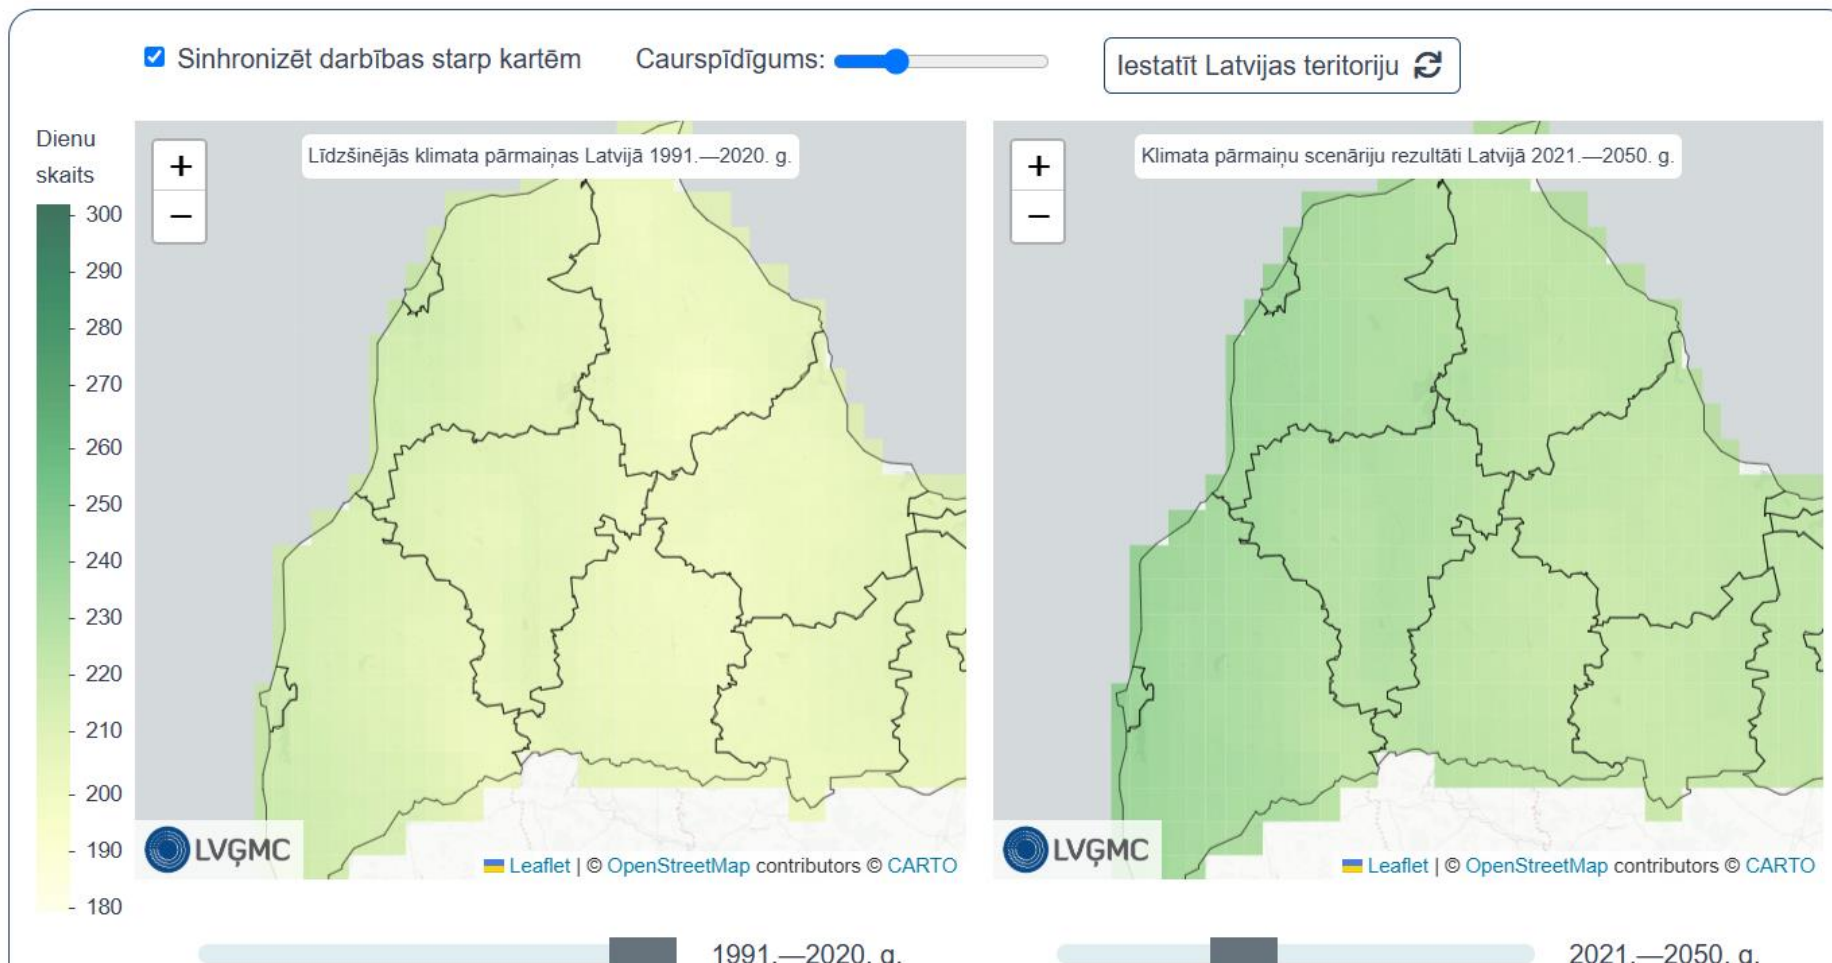 Sinhronizēt darbības starp kartēm
Caurspīdīgums:
Iestatīt Latvijas teritoriju
Dienu
skaits
300
290
280
270
260
250
240
230
220
210
200
190
180
+
−
Līdzšinējās klimata pārmaiņas Latvijā 1991.—2020. g.
LVĢMC
Leaflet | © OpenStreetMap contributors © CARTO
1991.—2020. g.
+
−
Klimata pārmaiņu scenāriju rezultāti Latvijā 2021.—2050. g.
LVĢMC
Leaflet | © OpenStreetMap contributors © CARTO
2021.—2050. g.